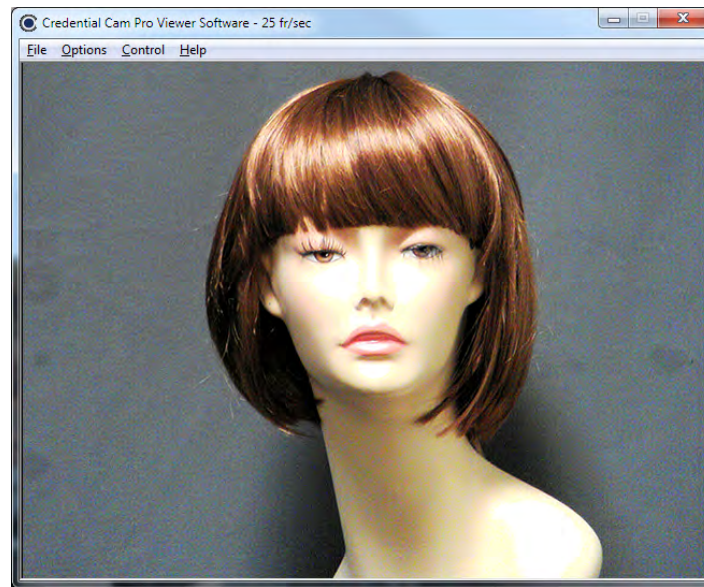 Credential Cam Pro Viewer Software - 25 fr/sec
File Options Control Help